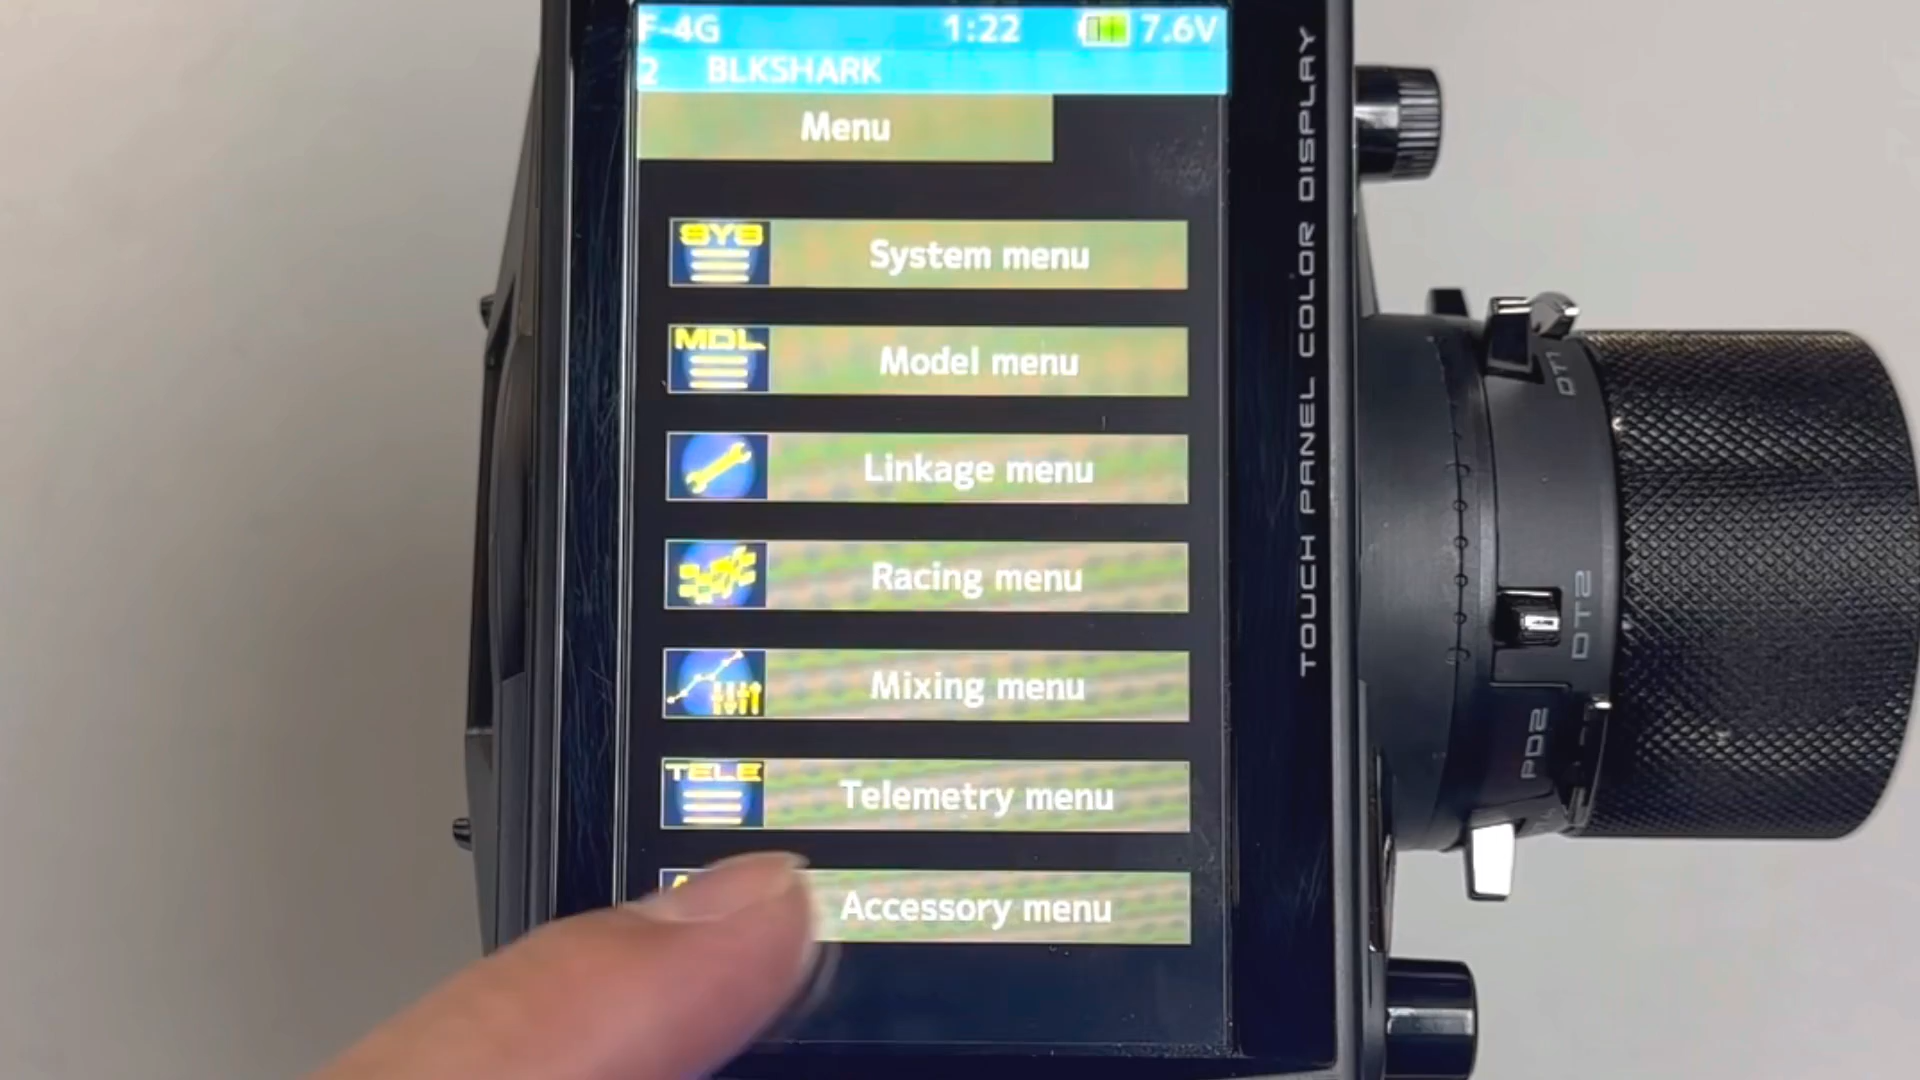 F-4G 1:22 7.6V
2 BLKSHARK
Menu
SYS System menu
MDL Model menu
Linkage menu
Racing menu
Mixing menu
TELE Telemetry menu
Accessory menu
TOUCH PANEL COLOR DISPLAY
DT1
DT2
PD2